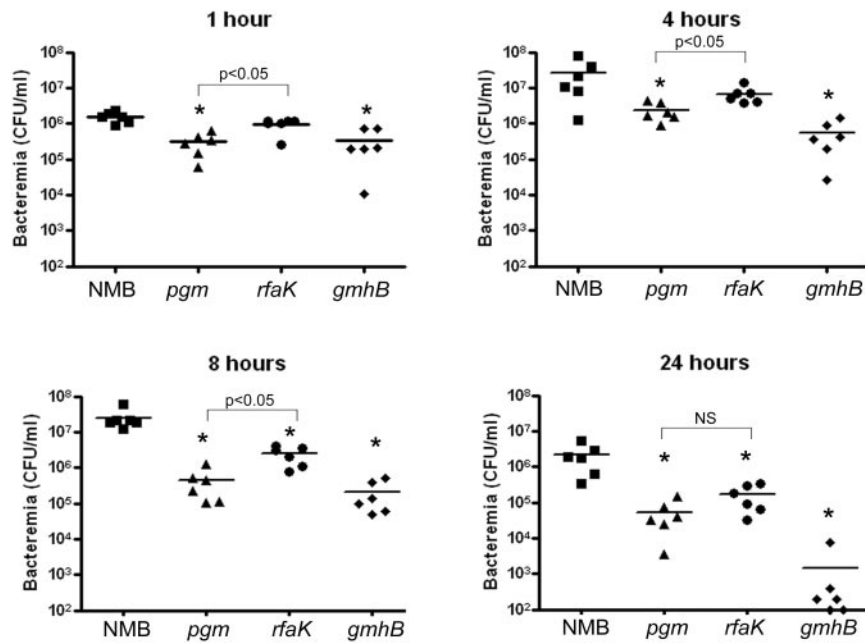 1 hour
Bacteremia (CFU/ml)
10⁸
10⁷
10⁶
10⁵
10⁴
10³
10²
p<0.05
*
*
NMB pgm rfaK gmhB
4 hours
Bacteremia (CFU/ml)
10⁸
10⁷
10⁶
10⁵
10⁴
10³
10²
p<0.05
*
*
NMB pgm rfaK gmhB
8 hours
Bacteremia (CFU/ml)
10⁸
10⁷
10⁶
10⁵
10⁴
10³
10²
p<0.05
*
*
*
NMB pgm rfaK gmhB
24 hours
Bacteremia (CFU/ml)
10⁸
10⁷
10⁶
10⁵
10⁴
10³
10²
NS
*
*
*
NMB pgm rfaK gmhB